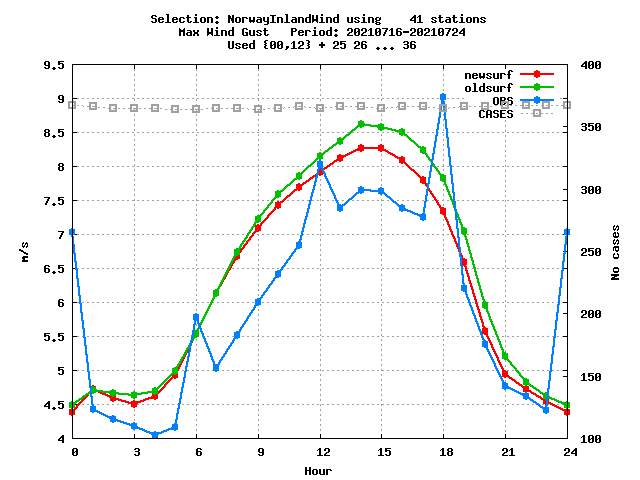 Selection: NorwayInlandWind using    41 stations
Max Wind Gust   Period: 20210716-20210724
Used {00,12} + 25 26 ... 36
9.5
9
8.5
8
7.5
7
6.5
6
5.5
5
4.5
4
m/s
newsurf
oldsurf
OBS
CASES
400
350
300
250
200
150
100
No cases
0 3 6 9 12 15 18 21 24
Hour